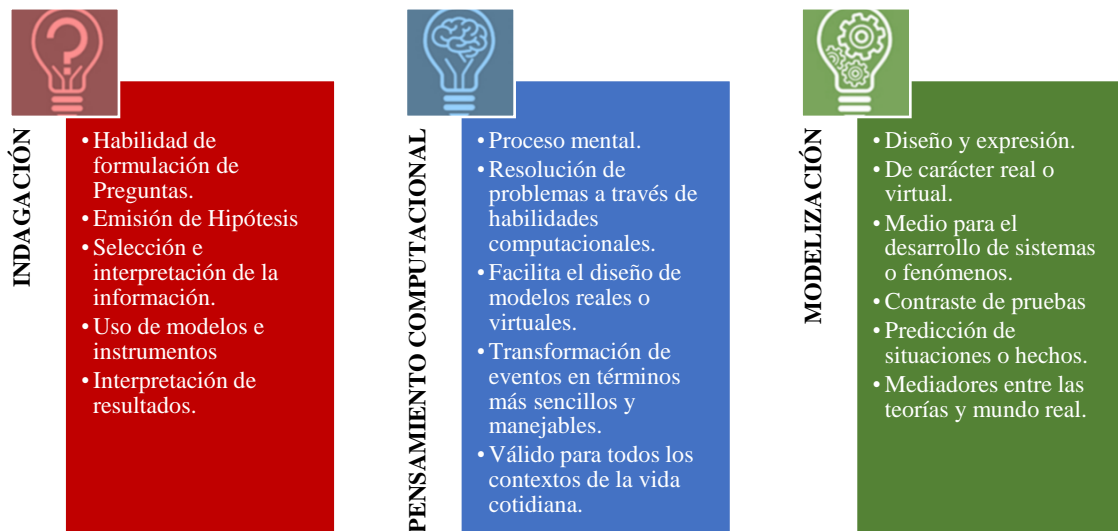 INDAGACIÓN
• Habilidad de
formulación de
Preguntas.
• Emisión de Hipótesis
• Selección e
interpretación de la
información.
• Uso de modelos e
instrumentos
• Interpretación de
resultados.
PENSAMIENTO COMPUTACIONAL
• Proceso mental.
• Resolución de
problemas a través de
habilidades
computacionales.
• Facilita el diseño de
modelos reales o
virtuales.
• Transformación de
eventos en términos
más sencillos y
manejables.
• Válido para todos los
contextos de la vida
cotidiana.
MODELIZACIÓN
• Diseño y expresión.
• De carácter real o
virtual.
• Medio para el
desarrollo de sistemas
o fenómenos.
• Contraste de pruebas
• Predicción de
situaciones o hechos.
• Mediadores entre las
teorías y mundo real.